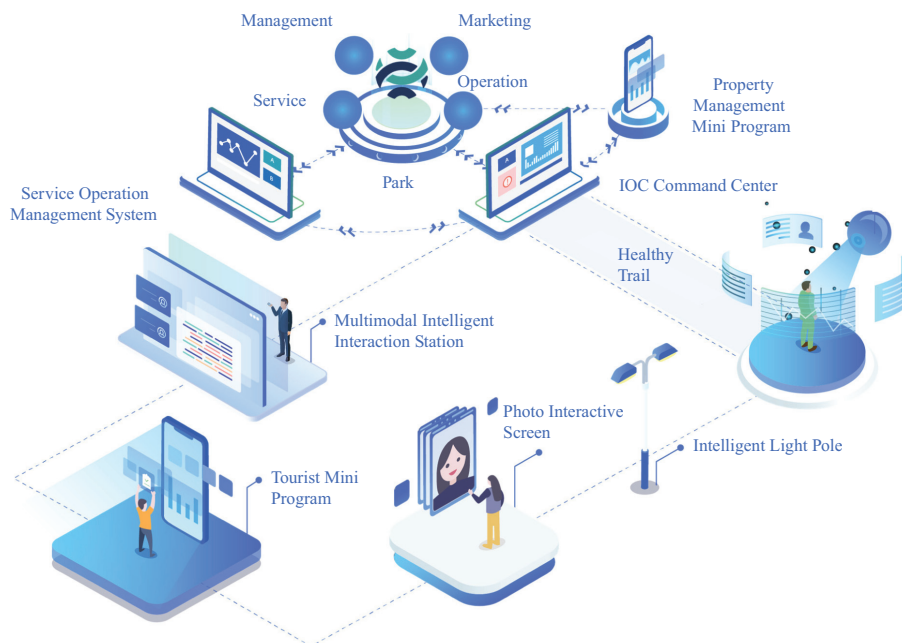 Management
Marketing
Service
Operation
Property
Management
Mini Program
Park
Service Operation
Management System
IOC Command Center
Healthy
Trail
Multimodal Intelligent
Interaction Station
Photo Interactive
Screen
Intelligent Light Pole
Tourist Mini
Program
A
B
A